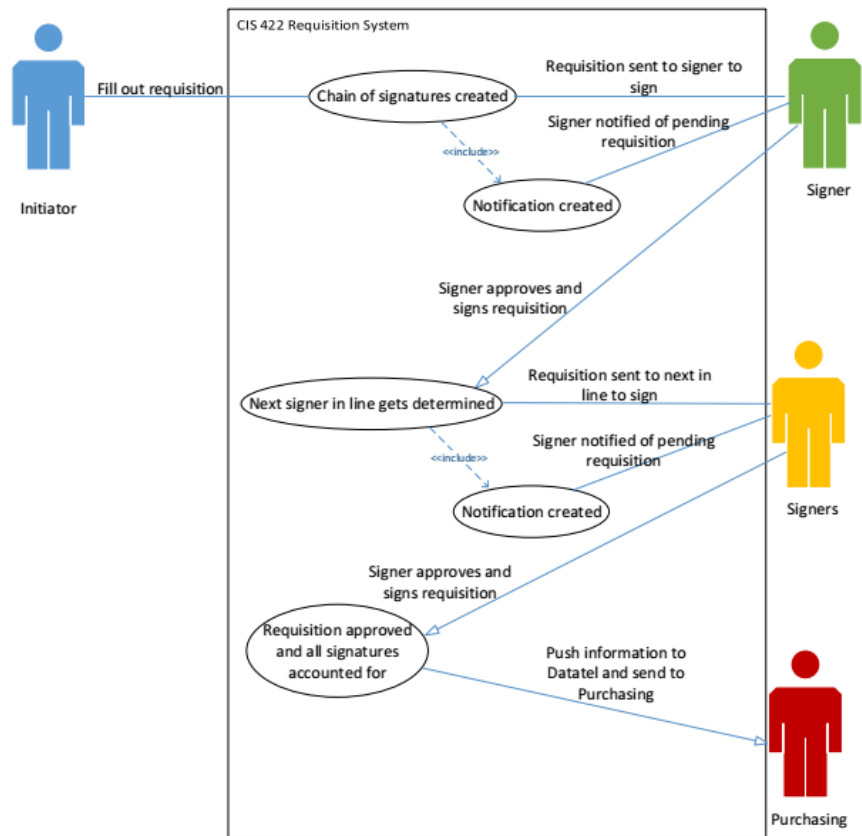 CIS 422 Requisition System
Fill out requisition
Chain of signatures created
Requisition sent to signer to
sign
Signer notified of pending
requisition
<<include>>
Notification created
Initiator
Signer
Signer approves and
signs requisition
Next signer in line gets determined
Requisition sent to next in
line to sign
Signer notified of pending
requisition
<<include>>
Notification created
Signers
Signer approves and
signs requisition
Requisition approved
and all signatures
accounted for
Push information to
Datatel and send to
Purchasing
Purchasing